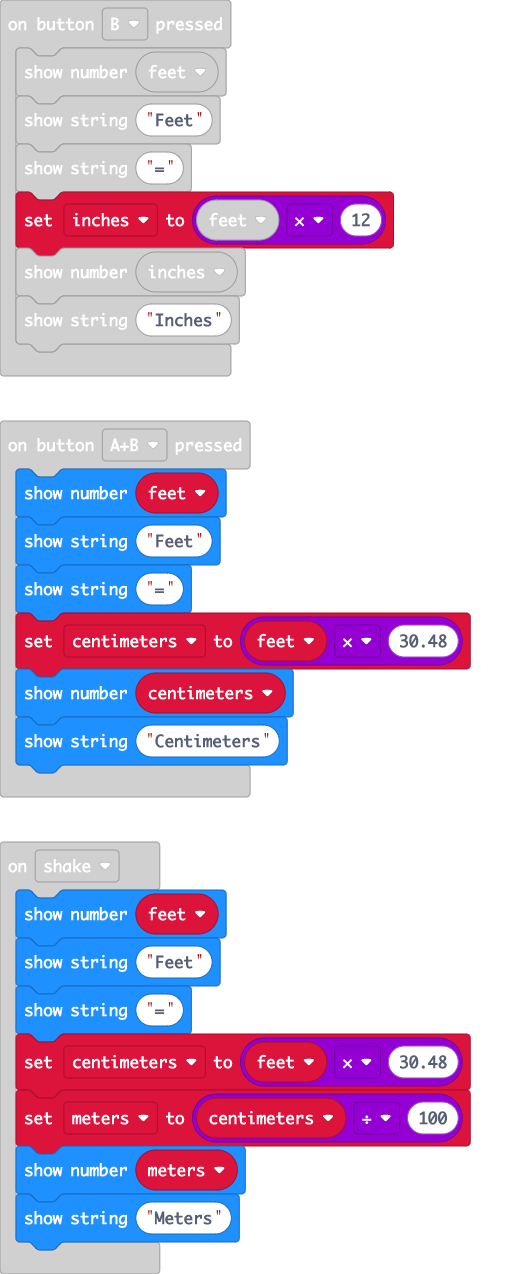 on button B pressed
show number feet
show string "Feet"
show string "="
set inches to feet × 12
show number inches
show string "Inches"
on button A+B pressed
show number feet
show string "Feet"
show string "="
set centimeters to feet × 30.48
show number centimeters
show string "Centimeters"
on shake
show number feet
show string "Feet"
show string "="
set centimeters to feet × 30.48
set meters to centimeters ÷ 100
show number meters
show string "Meters"